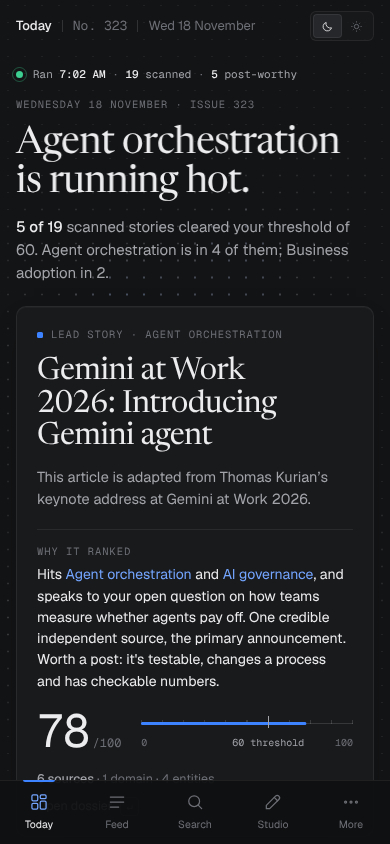 Today | No. 323 | Wed 18 November
Ran 7:02 AM · 19 scanned · 5 post-worthy
WEDNESDAY 18 NOVEMBER · ISSUE 323
Agent orchestration
is running hot.
5 of 19 scanned stories cleared your threshold of
60. Agent orchestration is in 4 of them; Business
adoption in 2.
LEAD STORY · AGENT ORCHESTRATION
Gemini at Work
2026: Introducing
Gemini agent
This article is adapted from Thomas Kurian’s
keynote address at Gemini at Work 2026.
WHY IT RANKED
Hits Agent orchestration and AI governance, and
speaks to your open question on how teams
measure whether agents pay off. One credible
independent source, the primary announcement.
Worth a post: it's testable, changes a process
and has checkable numbers.
78 /100
0 60 threshold 100
6 sources · 1 domain · 4 entities
Today Feed Search Studio More